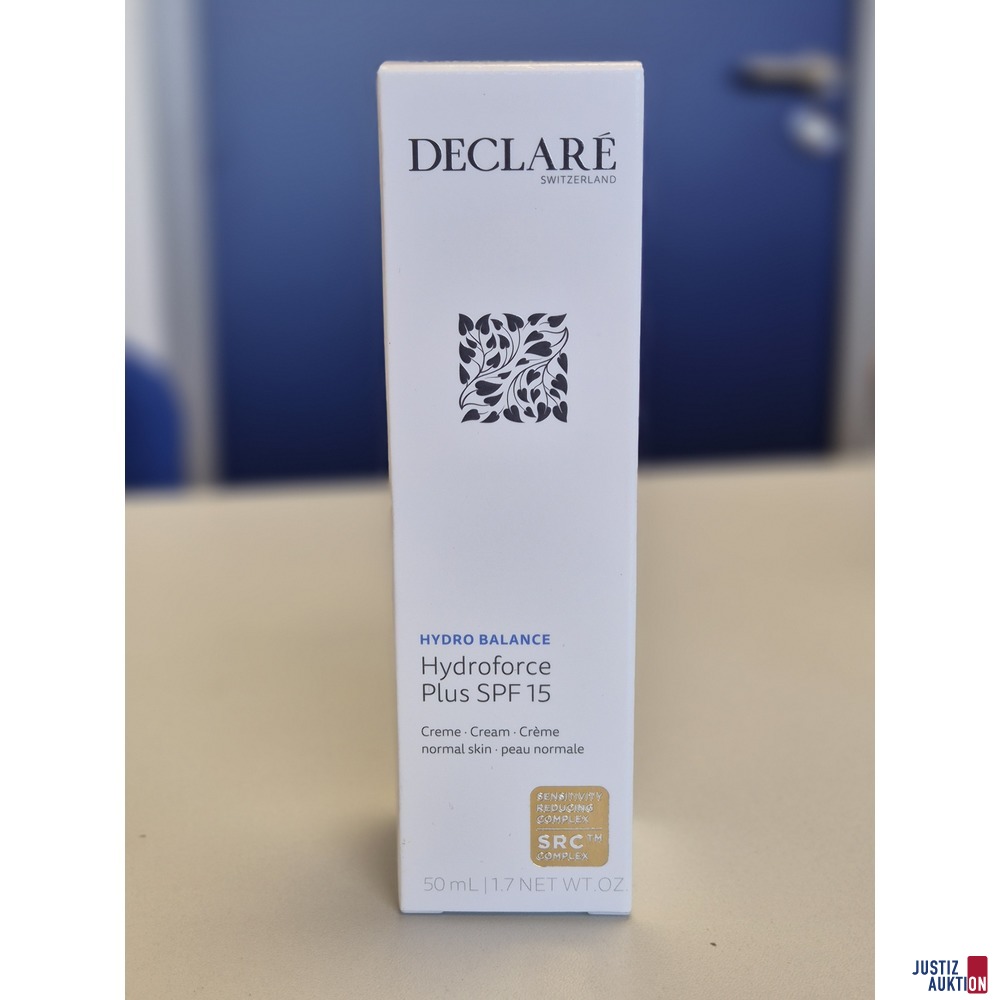 DECLARÉ
SWITZERLAND
HYDRO BALANCE
Hydroforce
Plus SPF 15
Creme · Cream · Crème
normal skin · peau normale
SENSITIVITY
REDUCING
COMPLEX
SRC™
COMPLEX
50 mL | 1.7 NET WT.OZ.
JUSTIZ
AUKTION